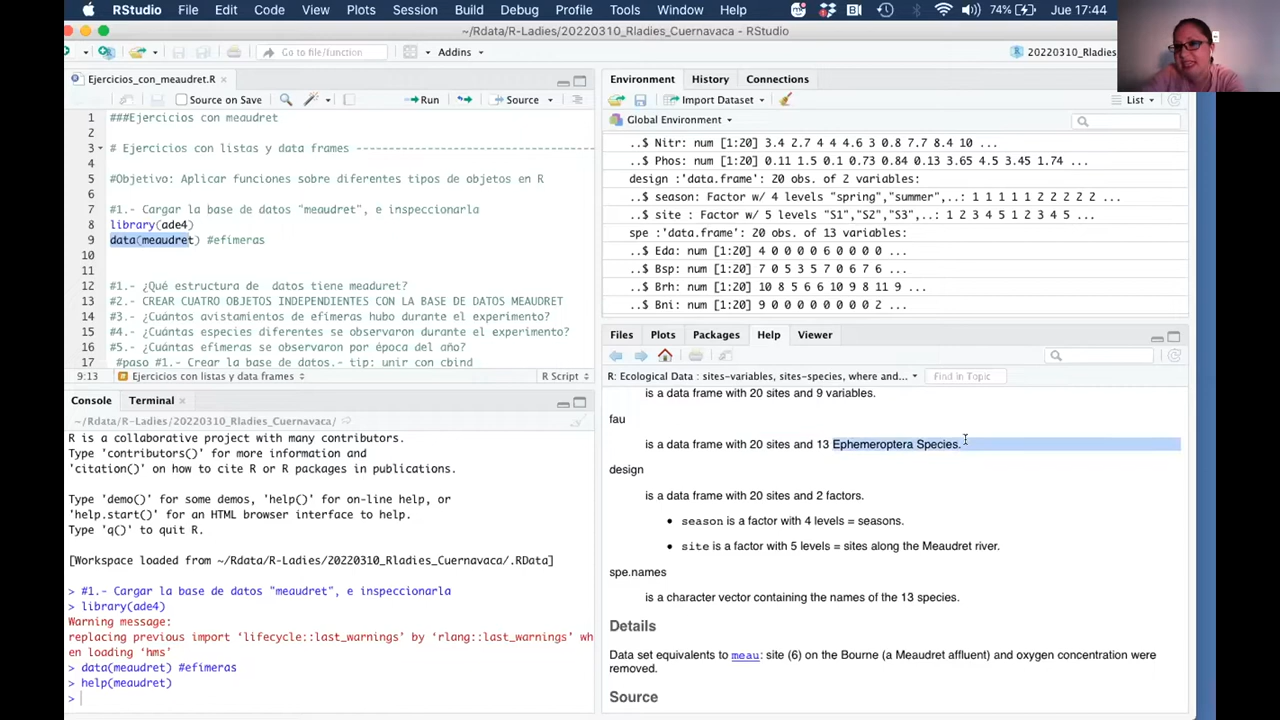 RStudio File Edit Code View Plots Session Build Debug Profile Tools Window Help 74% Jue 17:44
~/Rdata/R-Ladies/20220310_Rladies_Cuernavaca - RStudio
Go to file/function Addins 20220310_Rladies
Ejercicios_con_meaudret.R
Source on Save Run Source
1 ###Ejercicios con meaudret
2
3 # Ejercicios con listas y data frames -----------------------------------
4
5 #Objetivo: Aplicar funciones sobre diferentes tipos de objetos en R
6
7 #1.- Cargar la base de datos "meaudret", e inspeccionarla
8 library(ade4)
9 data(meaudret) #efimeras
10
11
12 #1.- ¿Qué estructura de  datos tiene meaduret?
13 #2.- CREAR CUATRO OBJETOS INDEPENDIENTES CON LA BASE DE DATOS MEAUDRET
14 #3.- ¿Cuántos avistamientos de efímeras hubo durante el experimento?
15 #4.- ¿Cuántas especies diferentes se observaron durante el experimento?
16 #5.- ¿Cuántas efímeras se observaron por época del año?
17 #paso #1.- Crear la base de datos.- tip: unir con cbind
9:13 Ejercicios con listas y data frames R Script
Console Terminal
~/Rdata/R-Ladies/20220310_Rladies_Cuernavaca/
R is a collaborative project with many contributors.
Type 'contributors()' for more information and
'citation()' on how to cite R or R packages in publications.
Type 'demo()' for some demos, 'help()' for on-line help, or
'help.start()' for an HTML browser interface to help.
Type 'q()' to quit R.
[Workspace loaded from ~/Rdata/R-Ladies/20220310_Rladies_Cuernavaca/.RData]
> #1.- Cargar la base de datos "meaudret", e inspeccionarla
> library(ade4)
Warning message:
replacing previous import ‘lifecycle::last_warnings’ by ‘rlang::last_warnings’ wh
en loading ‘hms’
> data(meaudret) #efimeras
> help(meaudret)
>
Environment History Connections
Import Dataset List
Global Environment
..$ Nitr: num [1:20] 3.4 2.7 4 4 4.6 3 0.8 7.7 8.4 10 ...
..$ Phos: num [1:20] 0.11 1.5 0.1 0.73 0.84 0.13 3.65 4.5 3.45 1.74 ...
design :'data.frame': 20 obs. of 2 variables:
..$ season: Factor w/ 4 levels "spring","summer",..: 1 1 1 1 1 2 2 2 2 2 ...
..$ site : Factor w/ 5 levels "S1","S2","S3",..: 1 2 3 4 5 1 2 3 4 5 ...
spe :'data.frame': 20 obs. of 13 variables:
..$ Eda: num [1:20] 4 0 0 0 0 6 0 0 0 0 ...
..$ Bsp: num [1:20] 7 0 5 3 5 7 0 6 7 6 ...
..$ Brh: num [1:20] 10 8 5 6 6 10 9 8 11 9 ...
..$ Bni: num [1:20] 9 0 0 0 0 0 0 0 0 2 ...
Files Plots Packages Help Viewer
R: Ecological Data : sites-variables, sites-species, where and... Find in Topic
is a data frame with 20 sites and 9 variables.
fau
is a data frame with 20 sites and 13 Ephemeroptera Species.
design
is a data frame with 20 sites and 2 factors.
• season is a factor with 4 levels = seasons.
• site is a factor with 5 levels = sites along the Meaudret river.
spe.names
is a character vector containing the names of the 13 species.
Details
Data set equivalents to meau: site (6) on the Bourne (a Meaudret affluent) and oxygen concentration were
removed.
Source